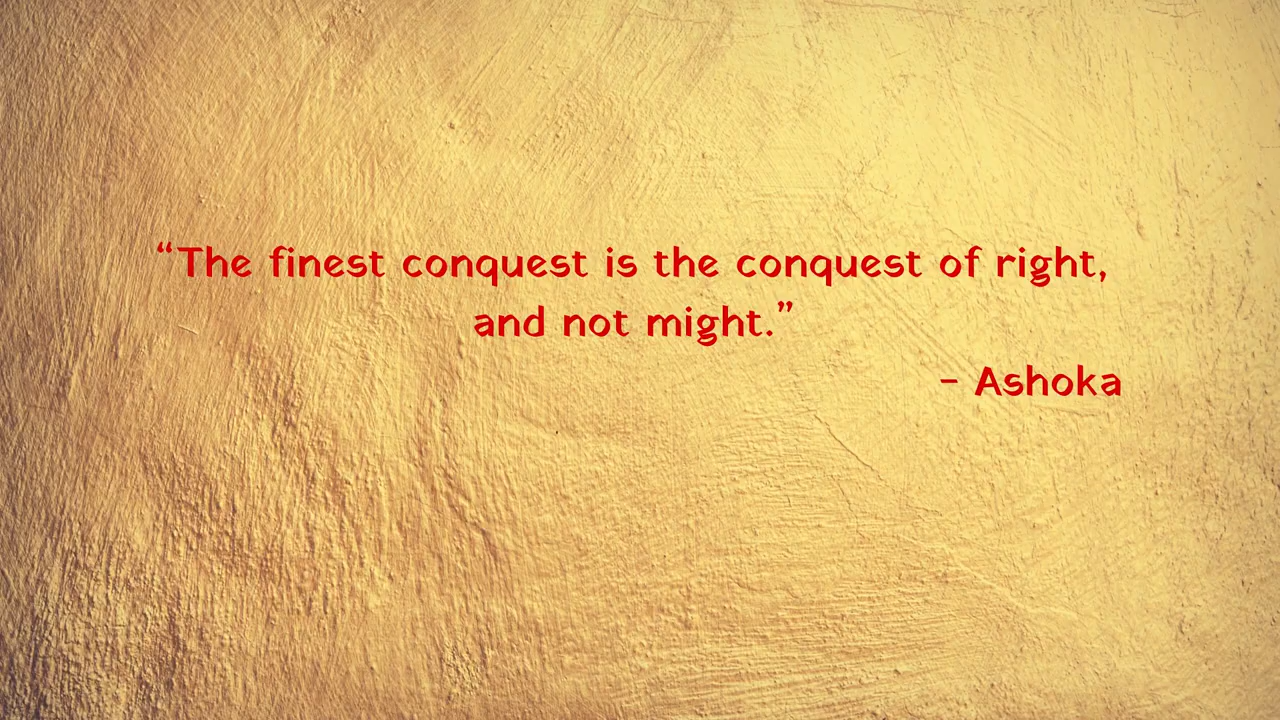 “The finest conquest is the conquest of right,
and not might.”
- Ashoka